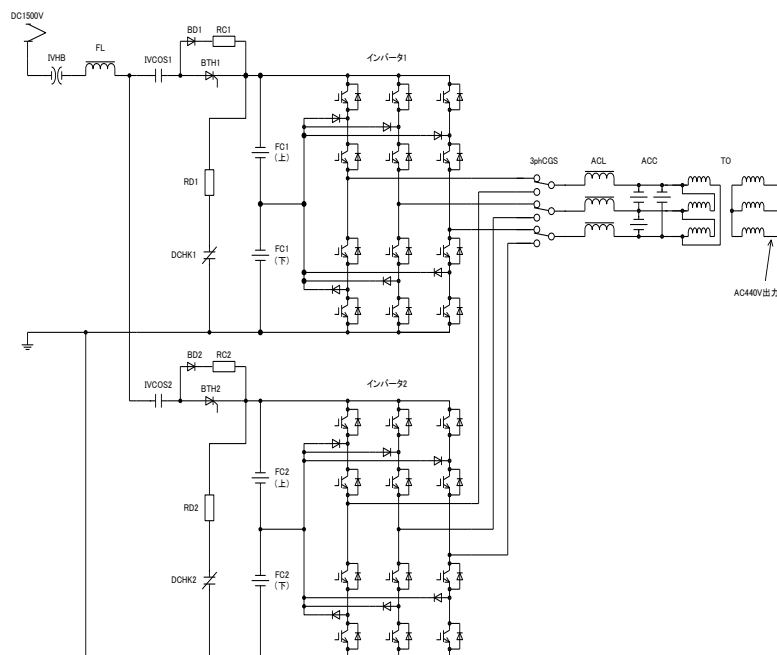 DC1500V
IVHB
FL
IVCOS1
BD1
RC1
BTH1
インバータ1
RD1
DCHK1
FC1
(上)
FC1
(下)
3phCGS
ACL
ACC
TO
AC440V出力
IVCOS2
BD2
RC2
BTH2
インバータ2
RD2
DCHK2
FC2
(上)
FC2
(下)